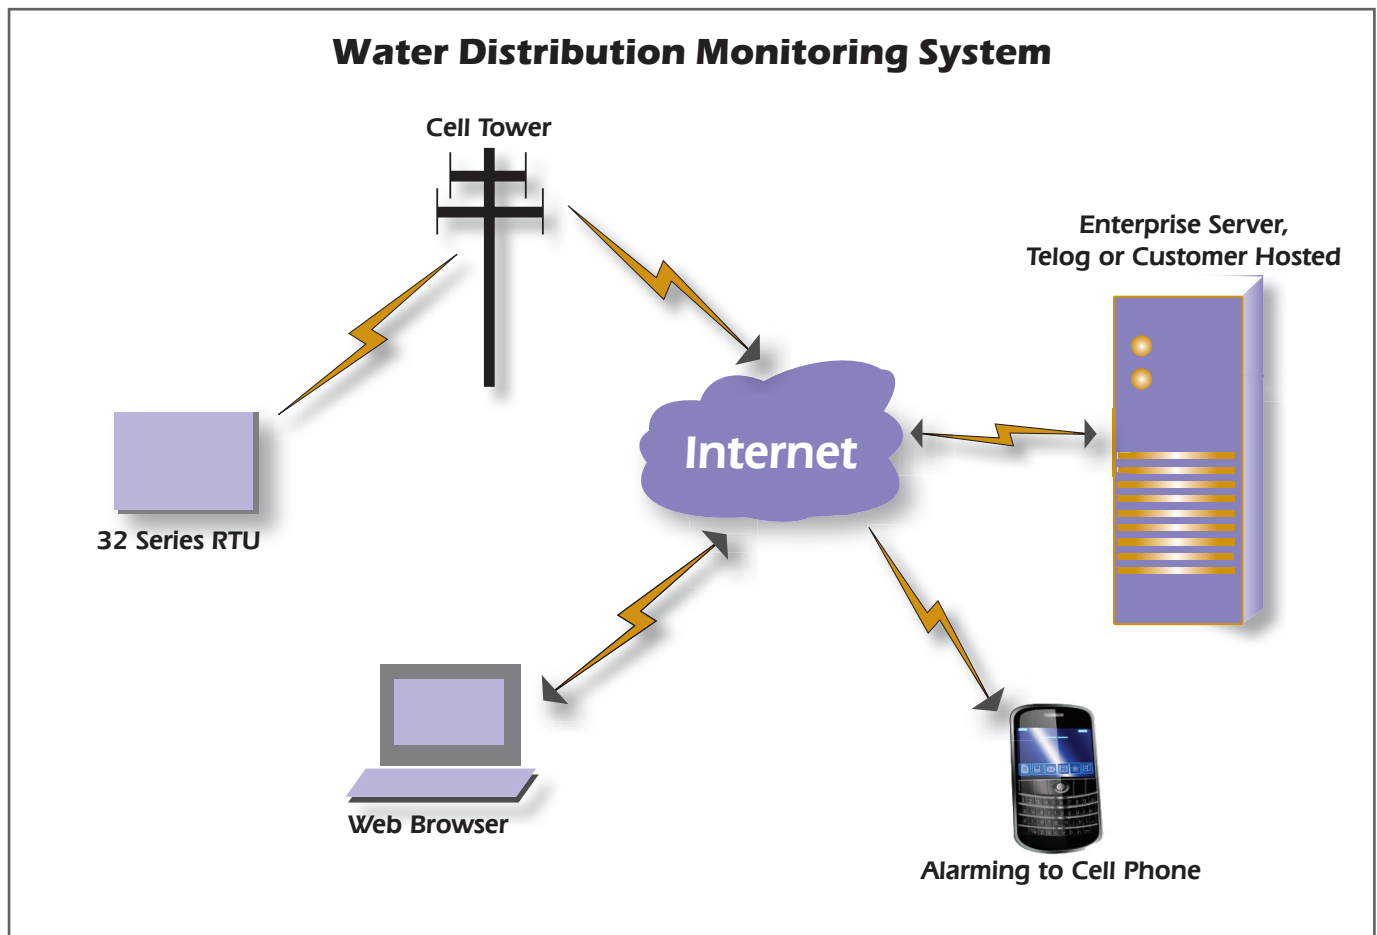 Water Distribution Monitoring System
Cell Tower
Enterprise Server,
Telog or Customer Hosted
Internet
32 Series RTU
Web Browser
Alarming to Cell Phone